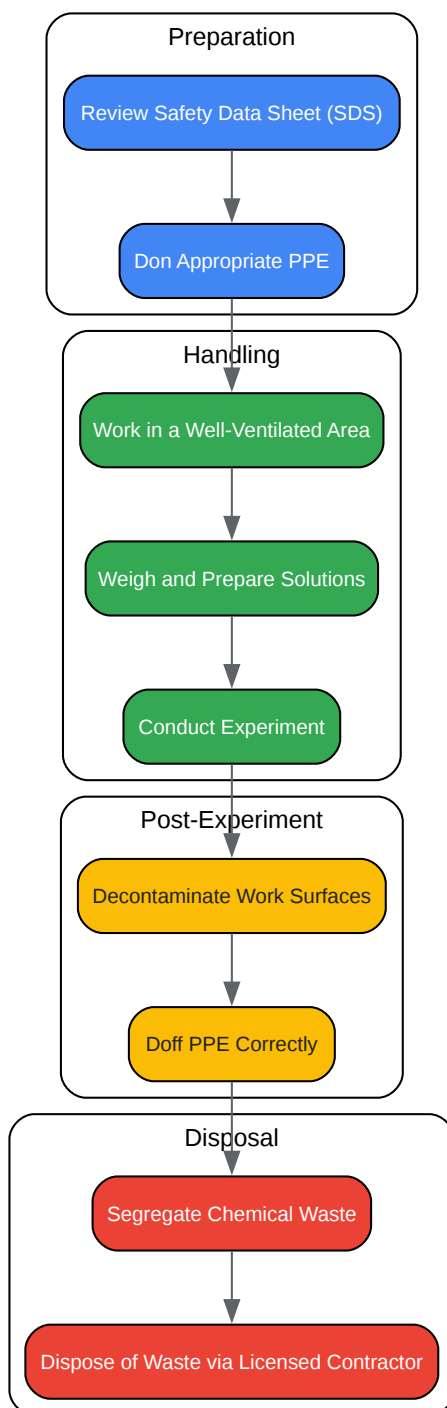 Preparation
Review Safety Data Sheet (SDS)
Don Appropriate PPE
Handling
Work in a Well-Ventilated Area
Weigh and Prepare Solutions
Conduct Experiment
Post-Experiment
Decontaminate Work Surfaces
Doff PPE Correctly
Disposal
Segregate Chemical Waste
Dispose of Waste via Licensed Contractor